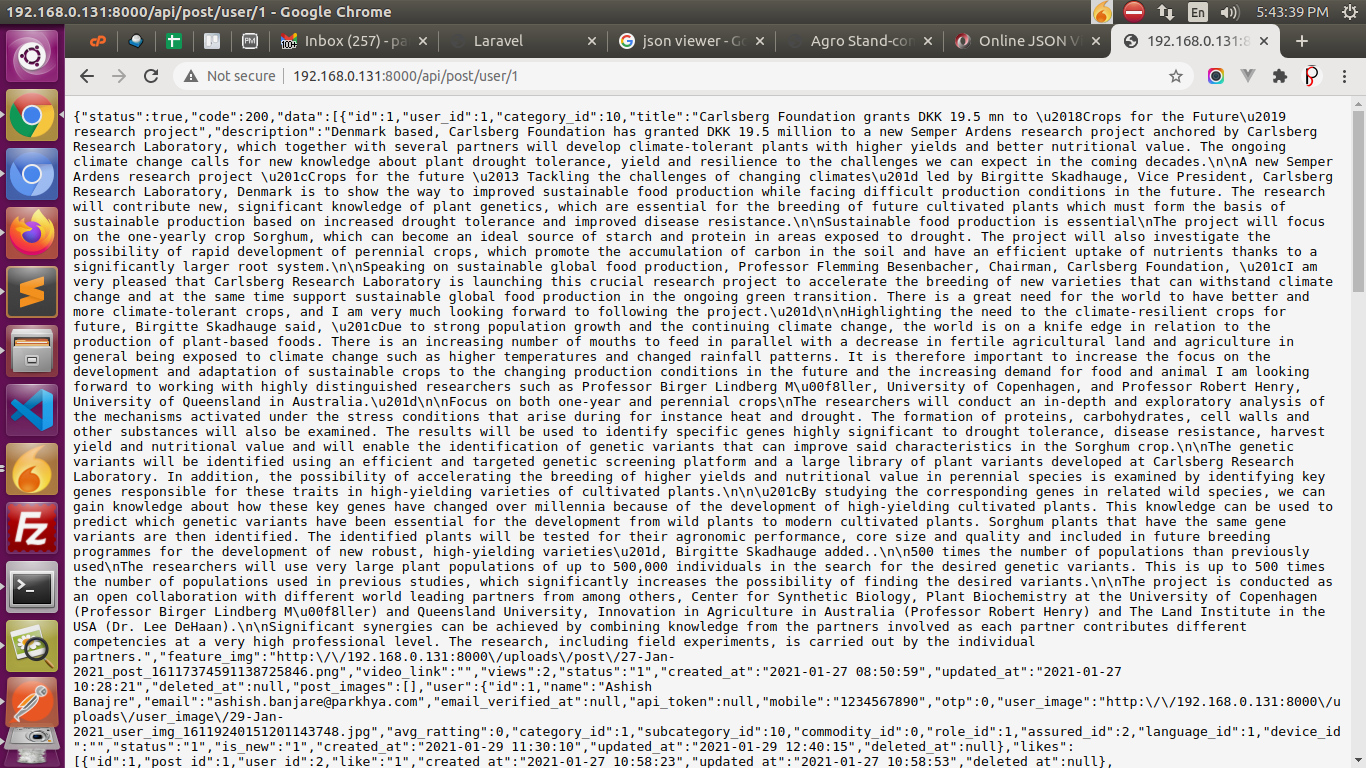 192.168.0.131:8000/api/post/user/1 - Google Chrome
En
5:43:39 PM
cP
PM
100+
Inbox (257) - pa
Laravel
json viewer - Go
Agro Stand-con
Online JSON Vi
192.168.0.131:8
Not secure
192.168.0.131:8000/api/post/user/1
{"status":true,"code":200,"data":[{"id":1,"user_id":1,"category_id":10,"title":"Carlsberg Foundation grants DKK 19.5 mn to \u2018Crops for the Future\u2019
research project","description":"Denmark based, Carlsberg Foundation has granted DKK 19.5 million to a new Semper Ardens research project anchored by Carlsberg
Research Laboratory, which together with several partners will develop climate-tolerant plants with higher yields and better nutritional value. The ongoing
climate change calls for new knowledge about plant drought tolerance, yield and resilience to the challenges we can expect in the coming decades.\n\nA new Semper
Ardens research project \u201cCrops for the future \u2013 Tackling the challenges of changing climates\u201d led by Birgitte Skadhauge, Vice President, Carlsberg
Research Laboratory, Denmark is to show the way to improved sustainable food production while facing difficult production conditions in the future. The research
will contribute new, significant knowledge of plant genetics, which are essential for the breeding of future cultivated plants which must form the basis of
sustainable production based on increased drought tolerance and improved disease resistance.\n\nSustainable food production is essential\nThe project will focus
on the one-yearly crop Sorghum, which can become an ideal source of starch and protein in areas exposed to drought. The project will also investigate the
possibility of rapid development of perennial crops, which promote the accumulation of carbon in the soil and have an efficient uptake of nutrients thanks to a
significantly larger root system.\n\nSpeaking on sustainable global food production, Professor Flemming Besenbacher, Chairman, Carlsberg Foundation, \u201cI am
very pleased that Carlsberg Research Laboratory is launching this crucial research project to accelerate the breeding of new varieties that can withstand climate
change and at the same time support sustainable global food production in the ongoing green transition. There is a great need for the world to have better and
more climate-tolerant crops, and I am very much looking forward to following the project.\u201d\n\nHighlighting the need to the climate-resilient crops for
future, Birgitte Skadhauge said, \u201cDue to strong population growth and the continuing climate change, the world is on a knife edge in relation to the
production of plant-based foods. There is an increasing number of mouths to feed in parallel with a decrease in fertile agricultural land and agriculture in
general being exposed to climate change such as higher temperatures and changed rainfall patterns. It is therefore important to increase the focus on the
development and adaptation of sustainable crops to the changing production conditions in the future and the increasing demand for food and animal I am looking
forward to working with highly distinguished researchers such as Professor Birger Lindberg M\u00f8ller, University of Copenhagen, and Professor Robert Henry,
University of Queensland in Australia.\u201d\n\nFocus on both one-year and perennial crops\nThe researchers will conduct an in-depth and exploratory analysis of
the mechanisms activated under the stress conditions that arise during for instance heat and drought. The formation of proteins, carbohydrates, cell walls and
other substances will also be examined. The results will be used to identify specific genes highly significant to drought tolerance, disease resistance, harvest
yield and nutritional value and will enable the identification of genetic variants that can improve said characteristics in the Sorghum crop.\n\nThe genetic
variants will be identified using an efficient and targeted genetic screening platform and a large library of plant variants developed at Carlsberg Research
Laboratory. In addition, the possibility of accelerating the breeding of higher yields and nutritional value in perennial species is examined by identifying key
genes responsible for these traits in high-yielding varieties of cultivated plants.\n\n\u201cBy studying the corresponding genes in related wild species, we can
gain knowledge about how these key genes have changed over millennia because of the development of high-yielding cultivated plants. This knowledge can be used to
predict which genetic variants have been essential for the development from wild plants to modern cultivated plants. Sorghum plants that have the same gene
variants are then identified. The identified plants will be tested for their agronomic performance, core size and quality and included in future breeding
programmes for the development of new robust, high-yielding varieties\u201d, Birgitte Skadhauge added..\n\n500 times the number of populations than previously
used\nThe researchers will use very large plant populations of up to 500,000 individuals in the search for the desired genetic variants. This is up to 500 times
the number of populations used in previous studies, which significantly increases the possibility of finding the desired variants.\n\nThe project is conducted as
an open collaboration with different world leading partners from among others, Center for Synthetic Biology, Plant Biochemistry at the University of Copenhagen
(Professor Birger Lindberg M\u00f8ller) and Queensland University, Innovation in Agriculture in Australia (Professor Robert Henry) and The Land Institute in the
USA (Dr. Lee DeHaan).\n\nSignificant synergies can be achieved by combining knowledge from the partners involved as each partner contributes different
competencies at a very high professional level. The research, including field experiments, is carried out by the individual
partners.","feature_img":"http:\/\/192.168.0.131:8000\/uploads\/post\/27-Jan-
2021_post_16117374591138725846.png","video_link":"","views":2,"status":"1","created_at":"2021-01-27 08:50:59","updated_at":"2021-01-27
10:28:21","deleted_at":null,"post_images":[],"user":{"id":1,"name":"Ashish
Banajre","email":"ashish.banjare@parkhya.com","email_verified_at":null,"api_token":null,"mobile":"1234567890","otp":0,"user_image":"http:\/\/192.168.0.131:8000\/u
ploads\/user_image\/29-Jan-
2021_user_img_16119240151201143748.jpg","avg_ratting":0,"category_id":1,"subcategory_id":10,"commodity_id":0,"role_id":1,"assured_id":2,"language_id":1,"device_id
":"","status":"1","is_new":"1","created_at":"2021-01-29 11:30:10","updated_at":"2021-01-29 12:40:15","deleted_at":null},"likes":
[{"id":1,"post_id":1,"user_id":2,"like":"1","created_at":"2021-01-27 10:58:23","updated_at":"2021-01-27 10:58:53","deleted_at":null},